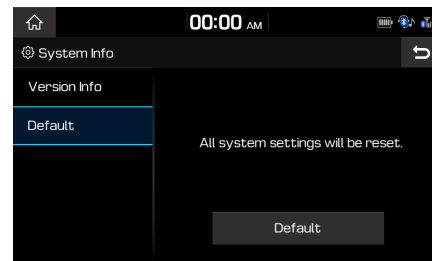 00:00 AM
System Info
Version Info
Default
All system settings will be reset.
Default